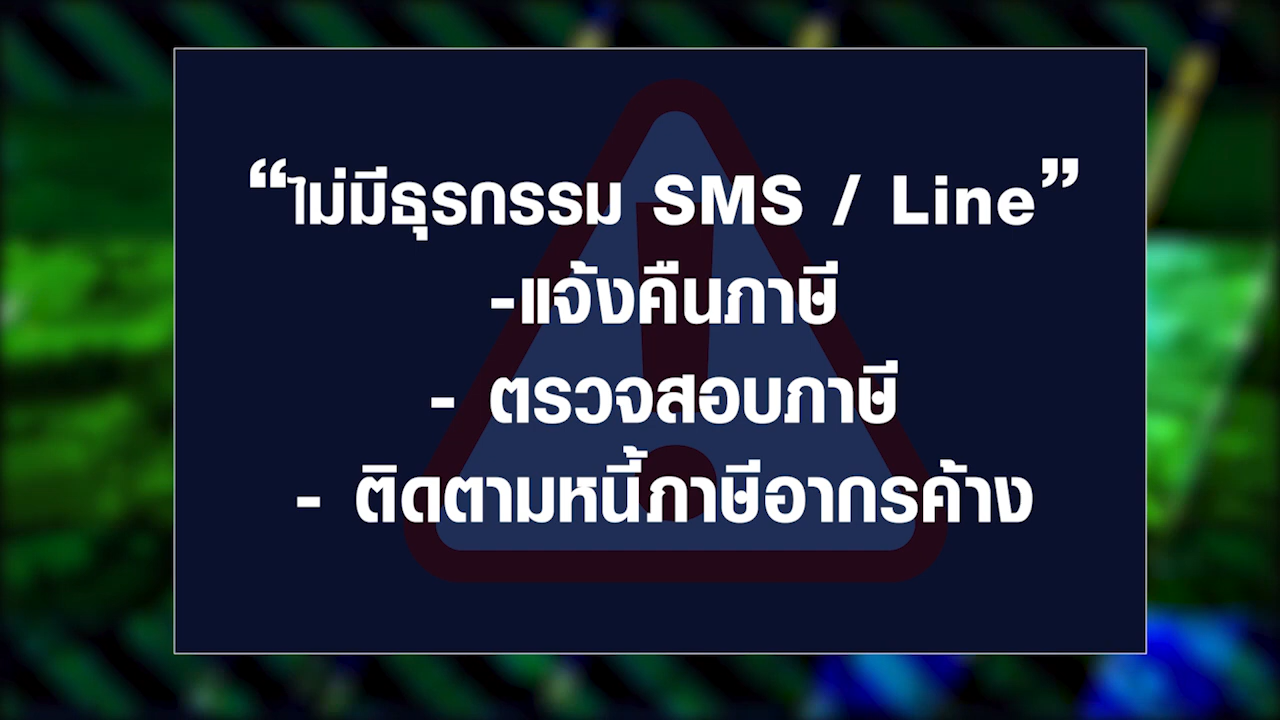 “ไม่มีธุรกรรม SMS / Line”
-แจ้งคืนภาษี
- ตรวจสอบภาษี
- ติดตามหนี้ภาษีอากรค้าง